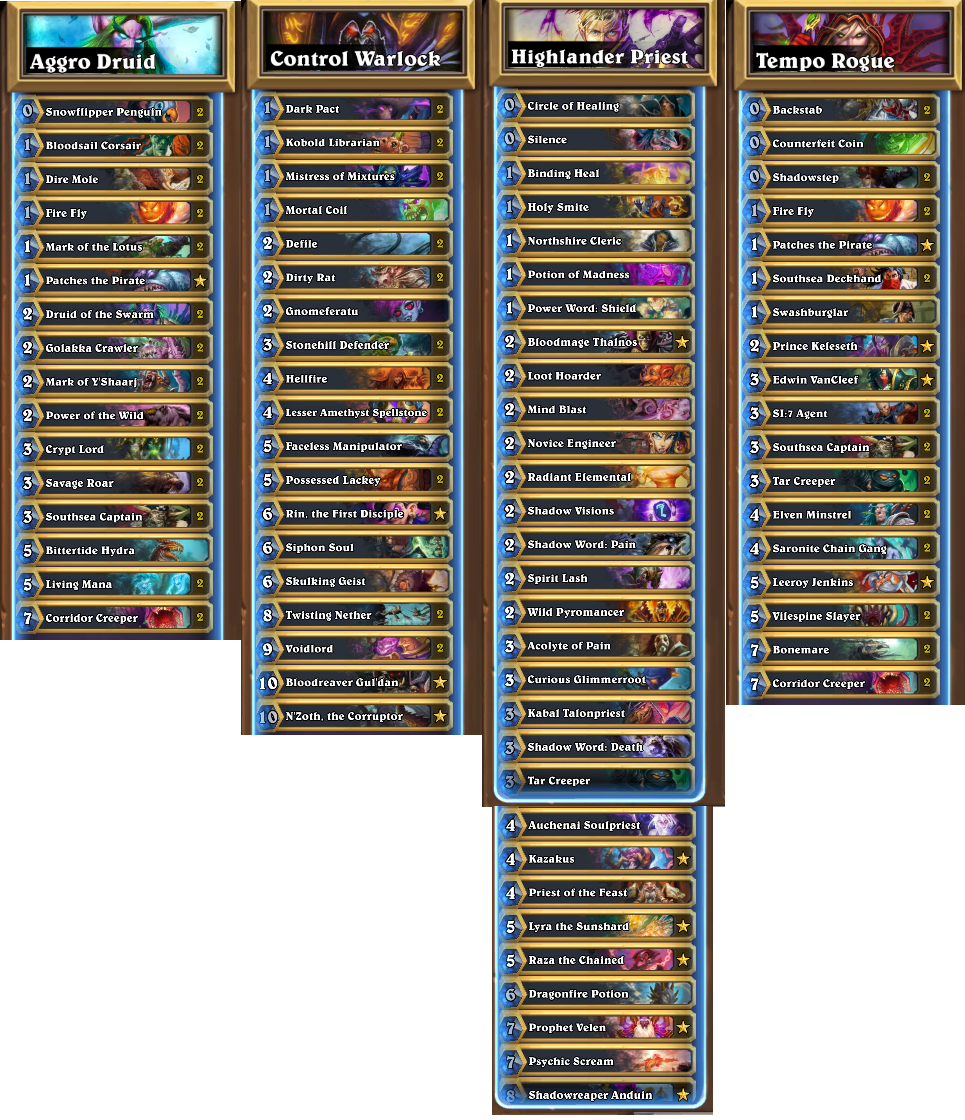 Aggro Druid
0 Snowflipper Penguin 2
1 Bloodsail Corsair 2
1 Dire Mole 2
1 Fire Fly 2
1 Mark of the Lotus 2
1 Patches the Pirate
2 Druid of the Swarm 2
2 Golakka Crawler 2
2 Mark of Y'Shaarj 2
2 Power of the Wild 2
3 Crypt Lord 2
3 Savage Roar 2
3 Southsea Captain 2
5 Bittertide Hydra
5 Living Mana 2
7 Corridor Creeper 2
Control Warlock
1 Dark Pact 2
1 Kobold Librarian 2
1 Mistress of Mixtures 2
1 Mortal Coil
2 Defile 2
2 Dirty Rat 2
2 Gnomeferatu
3 Stonehill Defender 2
4 Hellfire 2
4 Lesser Amethyst Spellstone 2
5 Faceless Manipulator
5 Possessed Lackey 2
6 Rin, the First Disciple
6 Siphon Soul
6 Skulking Geist
8 Twisting Nether 2
9 Voidlord 2
10 Bloodreaver Gul'dan
10 N'Zoth, the Corruptor
Highlander Priest
0 Circle of Healing
0 Silence
1 Binding Heal
1 Holy Smite
1 Northshire Cleric
1 Potion of Madness
1 Power Word: Shield
2 Bloodmage Thalnos
2 Loot Hoarder
2 Mind Blast
2 Novice Engineer
2 Radiant Elemental
2 Shadow Visions
2 Shadow Word: Pain
2 Spirit Lash
2 Wild Pyromancer
3 Acolyte of Pain
3 Curious Glimmerroot
3 Kabal Talonpriest
3 Shadow Word: Death
3 Tar Creeper
4 Auchenai Soulpriest
4 Kazakus
4 Priest of the Feast
5 Lyra the Sunshard
5 Raza the Chained
6 Dragonfire Potion
7 Prophet Velen
7 Psychic Scream
8 Shadowreaper Anduin
Tempo Rogue
0 Backstab 2
0 Counterfeit Coin
0 Shadowstep 2
1 Fire Fly 2
1 Patches the Pirate
1 Southsea Deckhand 2
1 Swashburglar
2 Prince Keleseth
3 Edwin VanCleef
3 SI:7 Agent 2
3 Southsea Captain 2
3 Tar Creeper 2
4 Elven Minstrel 2
4 Saronite Chain Gang 2
5 Leeroy Jenkins
5 Vilespine Slayer 2
7 Bonemare 2
7 Corridor Creeper 2